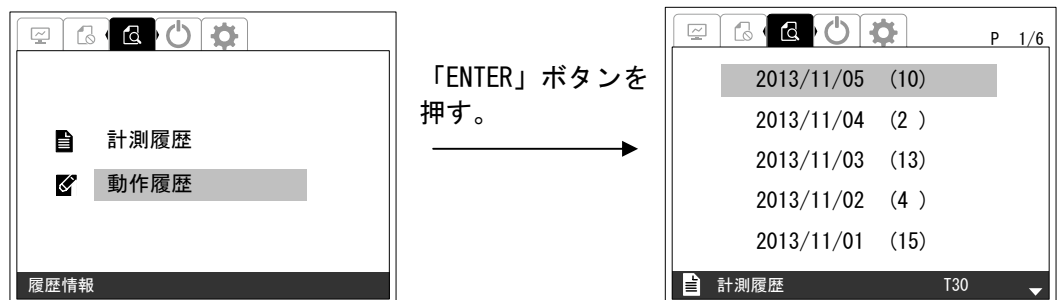 計測履歴
動作履歴
履歴情報
「ENTER」ボタンを
押す。
P 1/6
2013/11/05 (10)
2013/11/04 (2 )
2013/11/03 (13)
2013/11/02 (4 )
2013/11/01 (15)
計測履歴 T30